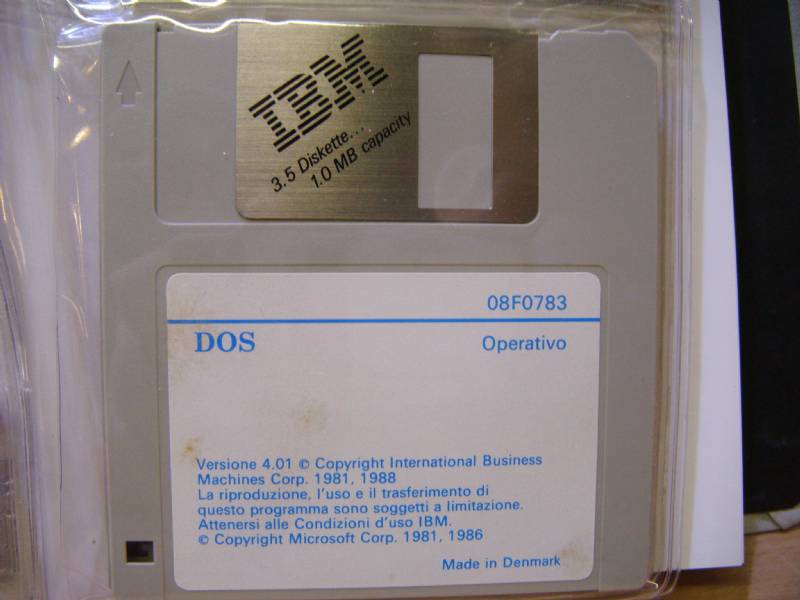 IBM
3.5 Diskette...
1.0 MB capacity
08F0783
DOS Operativo
Versione 4.01 © Copyright International Business
Machines Corp. 1981, 1988
La riproduzione, l'uso e il trasferimento di
questo programma sono soggetti a limitazione.
Attenersi alle Condizioni d'uso IBM.
© Copyright Microsoft Corp. 1981, 1986
Made in Denmark